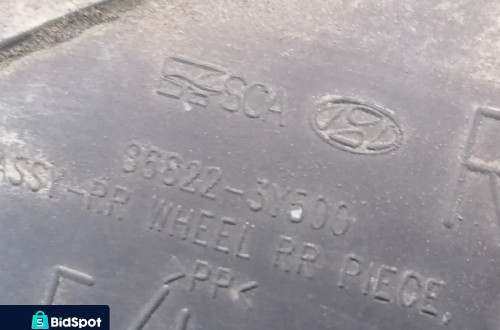 SCA
86822-3Y500
ASSY-RR WHEEL RR PIECE,
>PP<
BidSpot